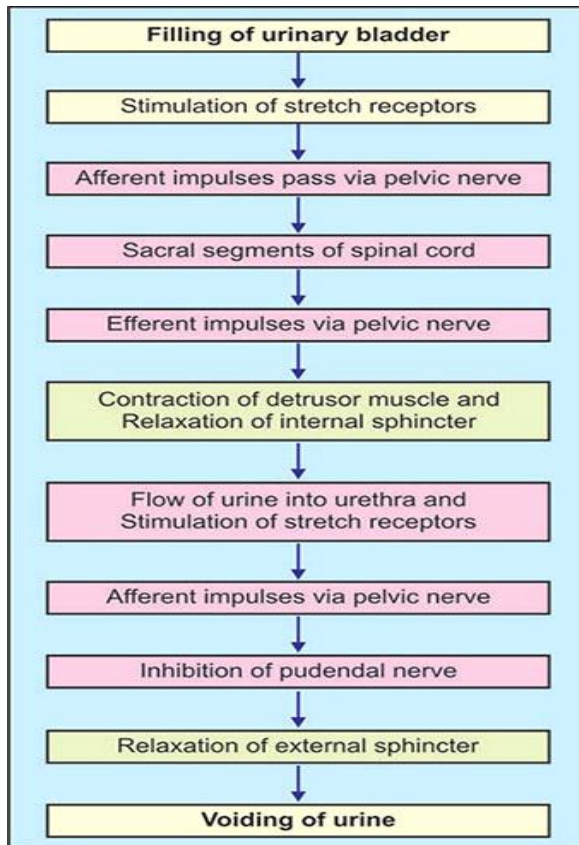 Filling of urinary bladder
Stimulation of stretch receptors
Afferent impulses pass via pelvic nerve
Sacral segments of spinal cord
Efferent impulses via pelvic nerve
Contraction of detrusor muscle and
Relaxation of internal sphincter
Flow of urine into urethra and
Stimulation of stretch receptors
Afferent impulses via pelvic nerve
Inhibition of pudendal nerve
Relaxation of external sphincter
Voiding of urine